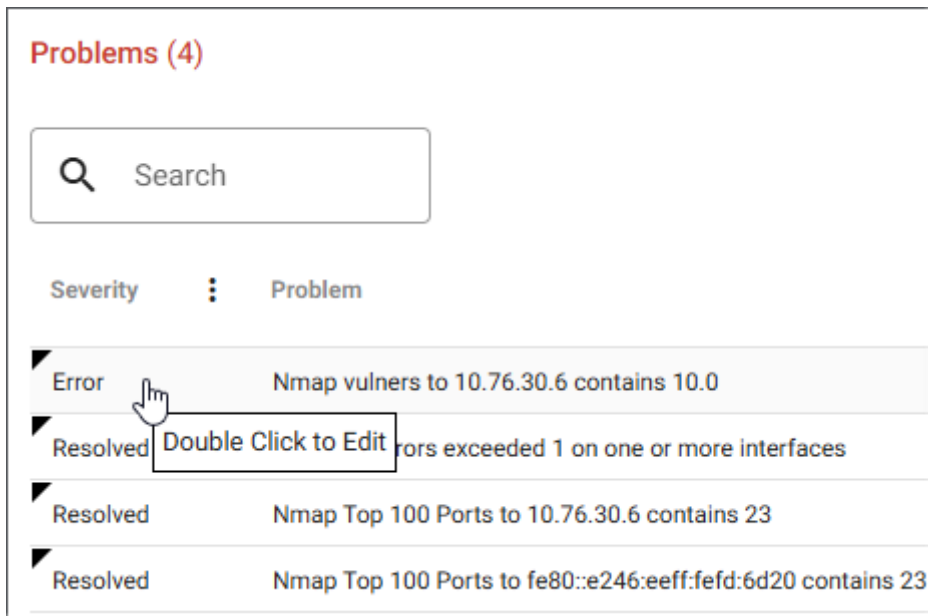 Problems (4)
Search
Severity Problem
Error Nmap vulners to 10.76.30.6 contains 10.0
Resolved Double Click to Edit rors exceeded 1 on one or more interfaces
Resolved Nmap Top 100 Ports to 10.76.30.6 contains 23
Resolved Nmap Top 100 Ports to fe80::e246:eeff:fefd:6d20 contains 23